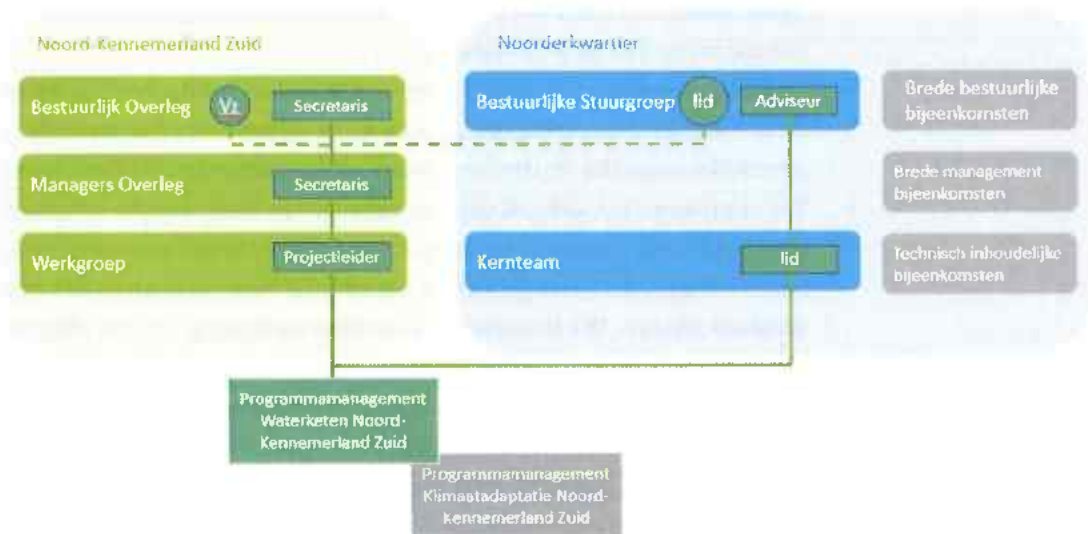 Noord-Kennemerland Zuid
Noorderkwartier
Bestuurlijk Overleg
Vz
Secretaris
Bestuurlijke Stuurgroep
lid
Adviseur
Brede bestuurlijke
bijeenkomsten
Managers Overleg
Secretaris
Brede management
bijeenkomsten
Werkgroep
Projectleider
Kernteam
lid
Technisch inhoudelijke
bijeenkomsten
Programmamanagement
Waterketen Noord-
Kennemerland Zuid
Programmamanagement
Klimaatadaptatie Noord-
Kennemerland Zuid